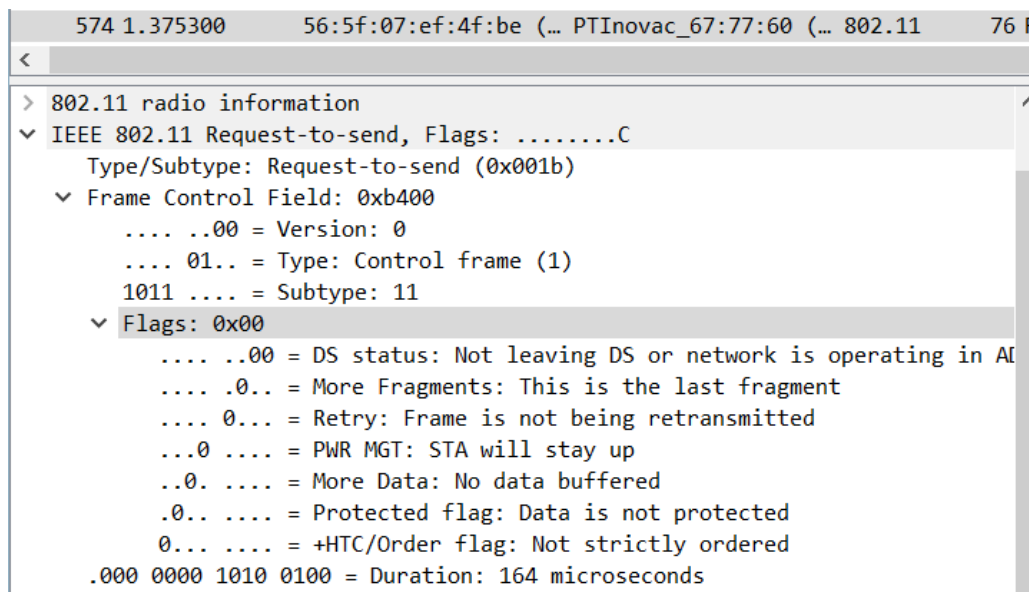 574 1.375300 56:5f:07:ef:4f:be (… PTInovac_67:77:60 (… 802.11 76
802.11 radio information
IEEE 802.11 Request-to-send, Flags: ........C
Type/Subtype: Request-to-send (0x001b)
Frame Control Field: 0xb400
.... ..00 = Version: 0
.... 01.. = Type: Control frame (1)
1011 .... = Subtype: 11
Flags: 0x00
.... ..00 = DS status: Not leaving DS or network is operating in
.... .0.. = More Fragments: This is the last fragment
.... 0... = Retry: Frame is not being retransmitted
...0 .... = PWR MGT: STA will stay up
..0. .... = More Data: No data buffered
.0.. .... = Protected flag: Data is not protected
0... .... = +HTC/Order flag: Not strictly ordered
.000 0000 1010 0100 = Duration: 164 microseconds